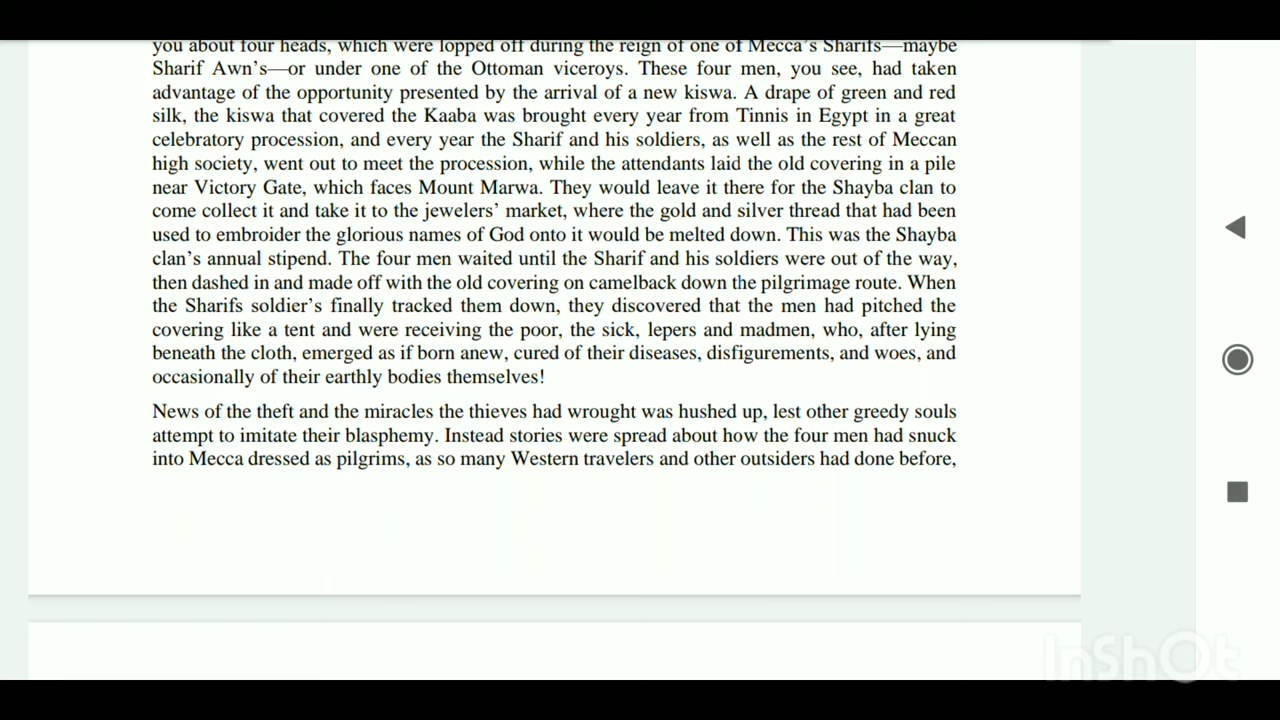 you about four heads, which were lopped off during the reign of one of Mecca's Sharifs—maybe
Sharif Awn's—or under one of the Ottoman viceroys. These four men, you see, had taken
advantage of the opportunity presented by the arrival of a new kiswa. A drape of green and red
silk, the kiswa that covered the Kaaba was brought every year from Tinnis in Egypt in a great
celebratory procession, and every year the Sharif and his soldiers, as well as the rest of Meccan
high society, went out to meet the procession, while the attendants laid the old covering in a pile
near Victory Gate, which faces Mount Marwa. They would leave it there for the Shayba clan to
come collect it and take it to the jewelers' market, where the gold and silver thread that had been
used to embroider the glorious names of God onto it would be melted down. This was the Shayba
clan's annual stipend. The four men waited until the Sharif and his soldiers were out of the way,
then dashed in and made off with the old covering on camelback down the pilgrimage route. When
the Sharifs soldier's finally tracked them down, they discovered that the men had pitched the
covering like a tent and were receiving the poor, the sick, lepers and madmen, who, after lying
beneath the cloth, emerged as if born anew, cured of their diseases, disfigurements, and woes, and
occasionally of their earthly bodies themselves!
News of the theft and the miracles the thieves had wrought was hushed up, lest other greedy souls
attempt to imitate their blasphemy. Instead stories were spread about how the four men had snuck
into Mecca dressed as pilgrims, as so many Western travelers and other outsiders had done before,
InShOt